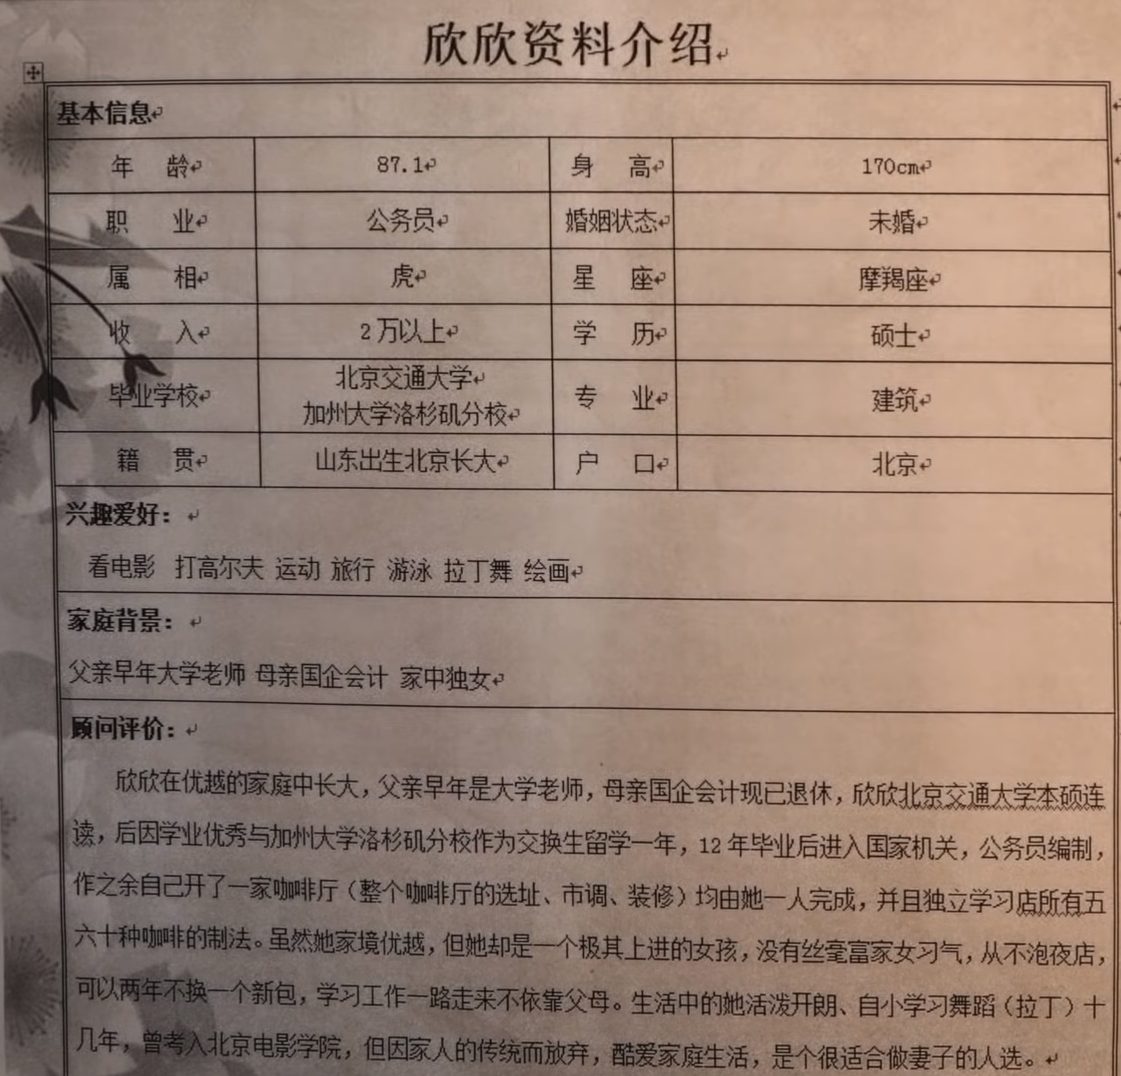 欣欣资料介绍
基本信息
年 龄 87.1 身 高 170cm
职 业 公务员 婚姻状态 未婚
属 相 虎 星 座 摩羯座
收 入 2 万以上 学 历 硕士
毕业学校 北京交通大学 加州大学洛杉矶分校 专 业 建筑
籍 贯 山东出生北京长大 户 口 北京
兴趣爱好：
看电影 打高尔夫 运动 旅行 游泳 拉丁舞 绘画
家庭背景：
父亲早年大学老师 母亲国企会计 家中独女
顾问评价：
欣欣在优越的家庭中长大，父亲早年是大学老师，母亲国企会计现已退休，欣欣北京交通大学本硕连
读，后因学业优秀与加州大学洛杉矶分校作为交换生留学一年，12 年毕业后进入国家机关，公务员编制，
作之余自己开了一家咖啡厅（整个咖啡厅的选址、市调、装修）均由她一人完成，并且独立学习店所有五
六十种咖啡的制法。虽然她家境优越，但她却是一个极其上进的女孩，没有丝毫富家女习气，从不泡夜店，
可以两年不换一个新包，学习工作一路走来不依靠父母。生活中的她活泼开朗、自小学习舞蹈（拉丁）十
几年，曾考入北京电影学院，但因家人的传统而放弃，酷爱家庭生活，是个很适合做妻子的人选。